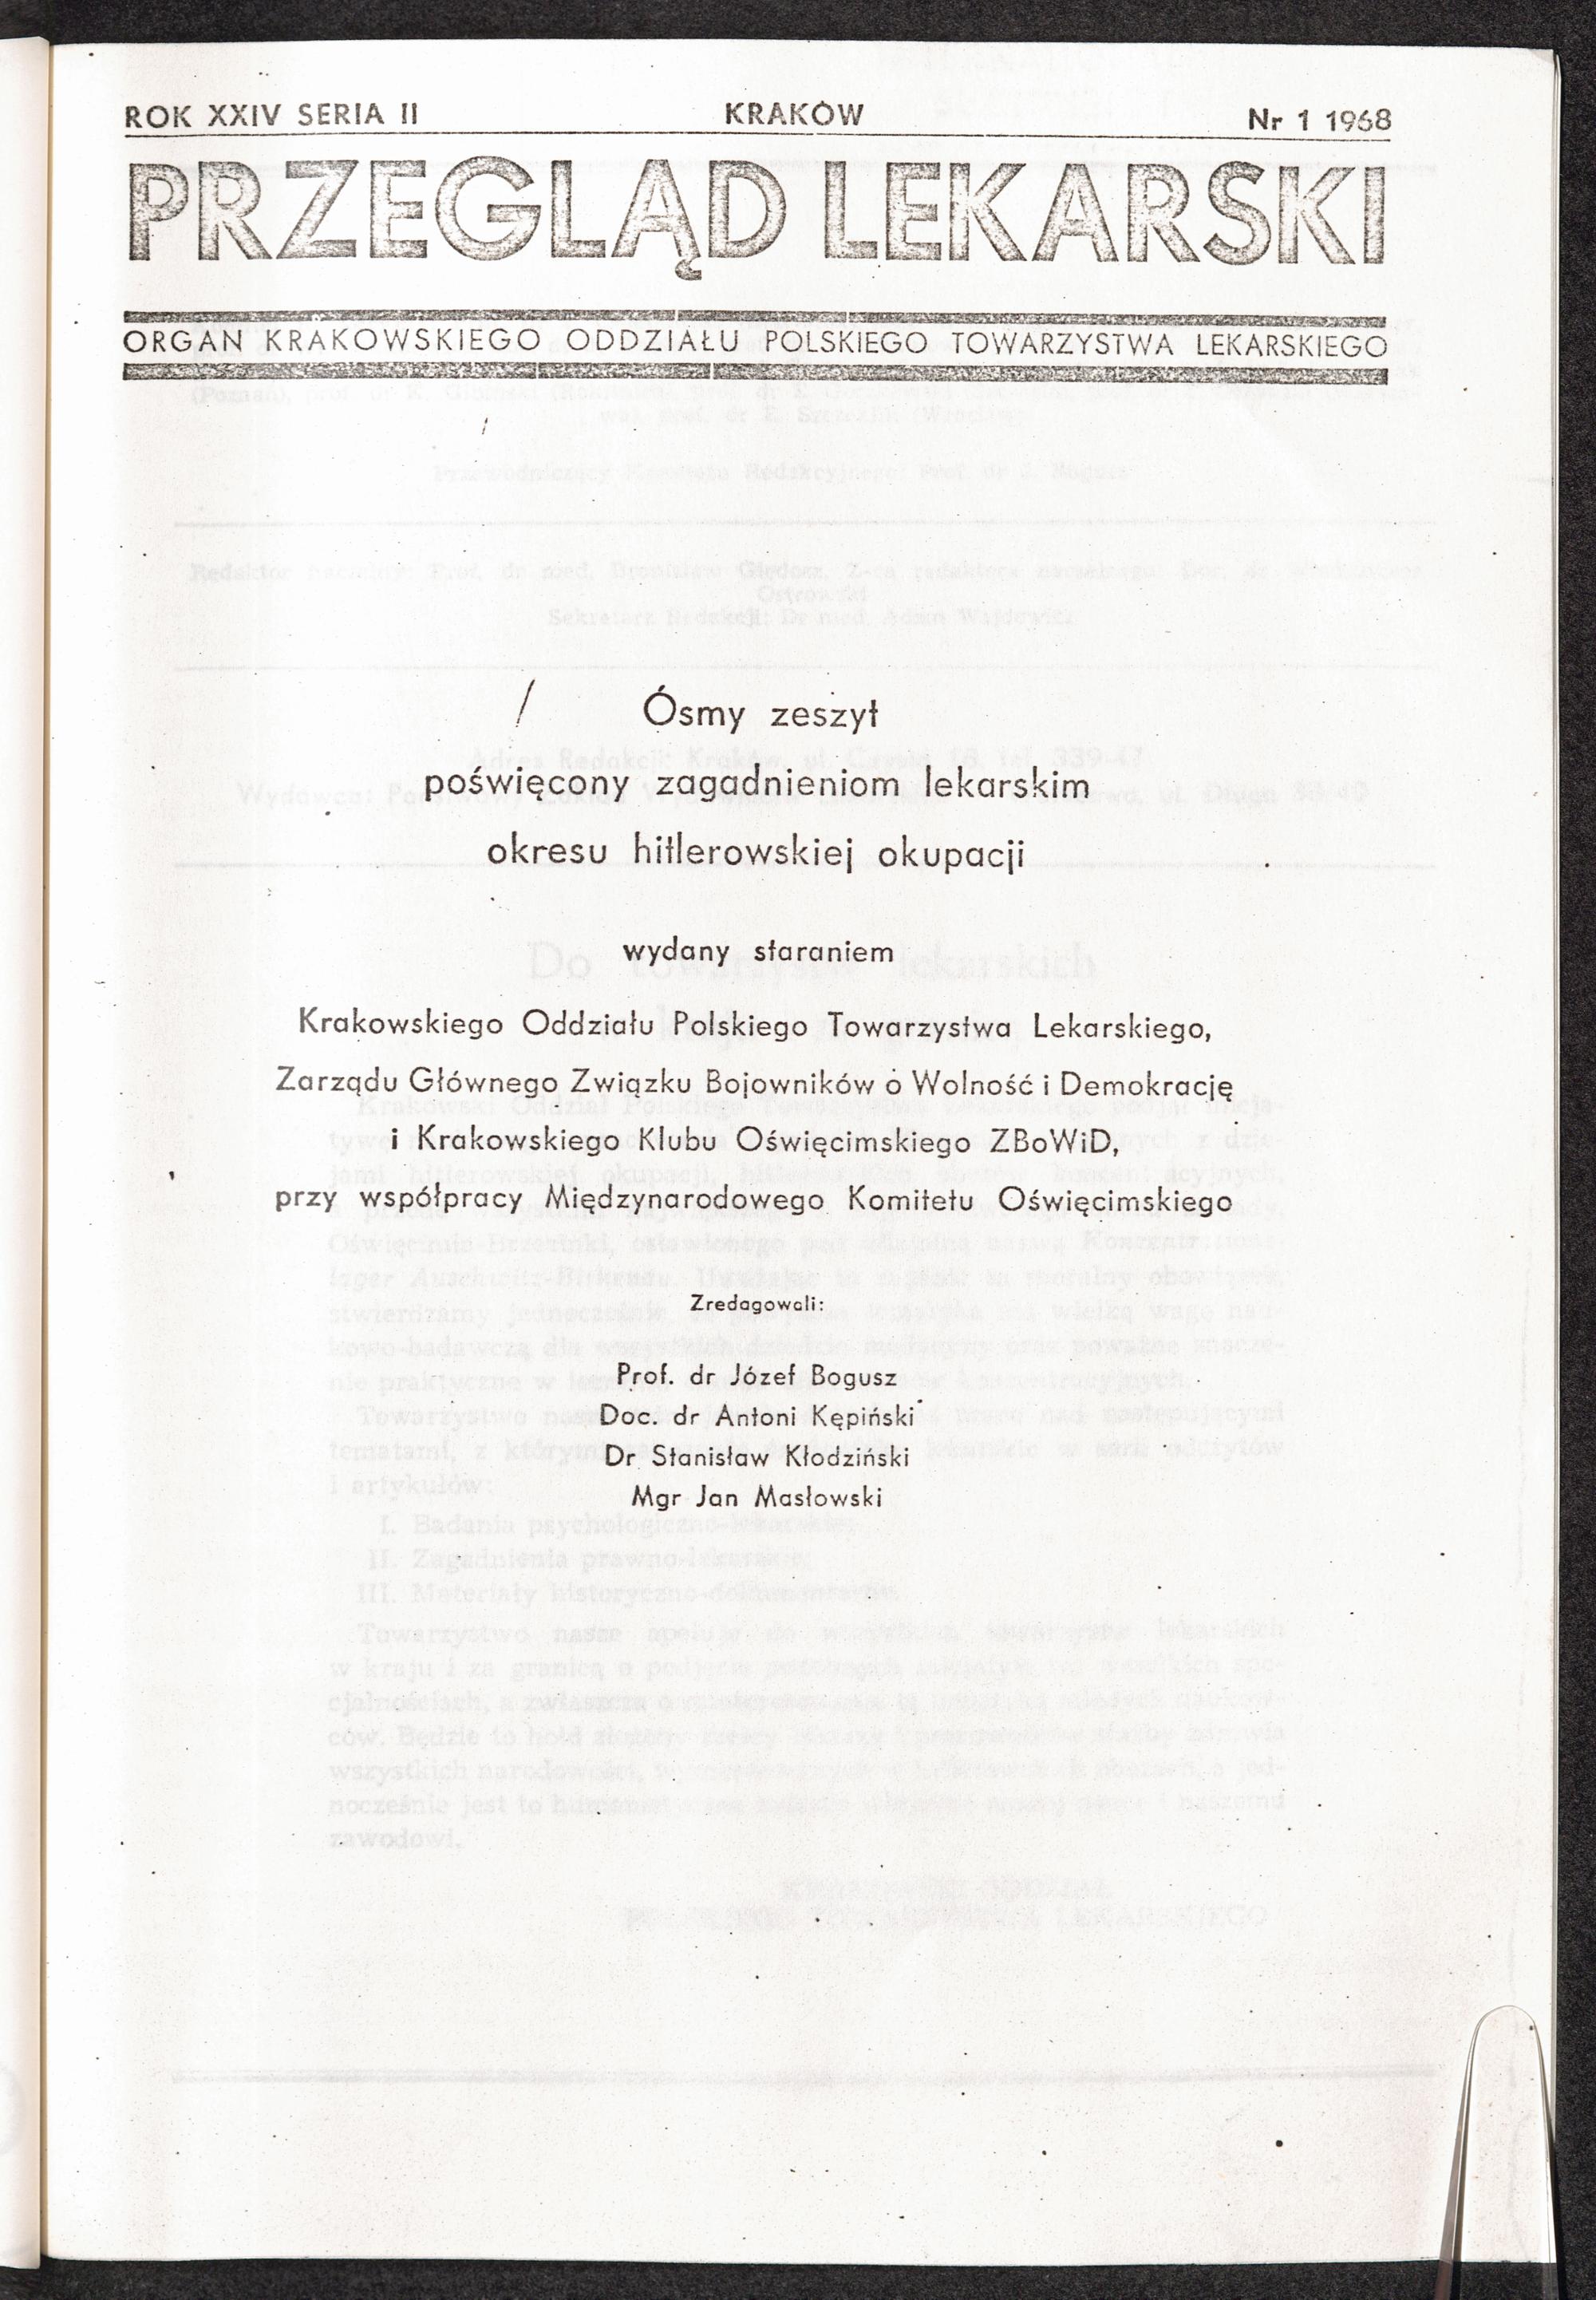 ROK XXIV SERIA II KRAKÓW Nr 1 1968
PRZEGLĄD LEKARSKI
ORGAN KRAKOWSKIEGO ODDZIAŁU POLSKIEGO TOWARZYSTWA LEKARSKIEGO
Ósmy zeszyt
poświęcony zagadnieniom lekarskim
okresu hitlerowskiej okupacji
wydany staraniem
Krakowskiego Oddziału Polskiego Towarzystwa Lekarskiego,
Zarządu Głównego Związku Bojowników o Wolność i Demokrację
i Krakowskiego Klubu Oświęcimskiego ZBoWiD,
przy współpracy Międzynarodowego Komitetu Oświęcimskiego
Zredagowali:
Prof. dr Józef Bogusz
Doc. dr Antoni Kępiński
Dr Stanisław Kłodziński
Mgr Jan Masłowski